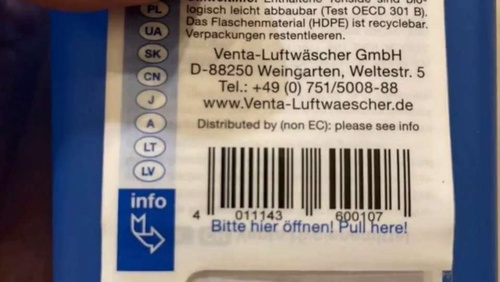 PL
UA
SK
CN
J
A
LT
LV
info
logisch leicht abbaubar (Test OECD 301 B).
Das Flaschenmaterial (HDPE) ist recyclebar.
Verpackungen restentleeren.
Venta-Luftwäscher GmbH
D-88250 Weingarten, Weltestr. 5
Tel.: +49 (0) 751/5008-88
www.Venta-Luftwaescher.de
Distributed by (non EC): please see info
4 011143 600107
Bitte hier öffnen! Pull here!